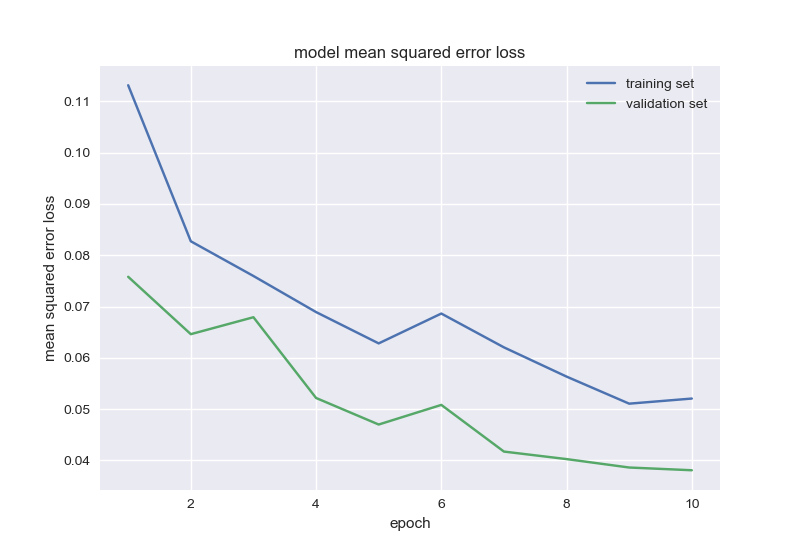 model mean squared error loss
training set
validation set
0.11
0.10
0.09
0.08
0.07
0.06
0.05
0.04
mean squared error loss
2 4 6 8 10
epoch